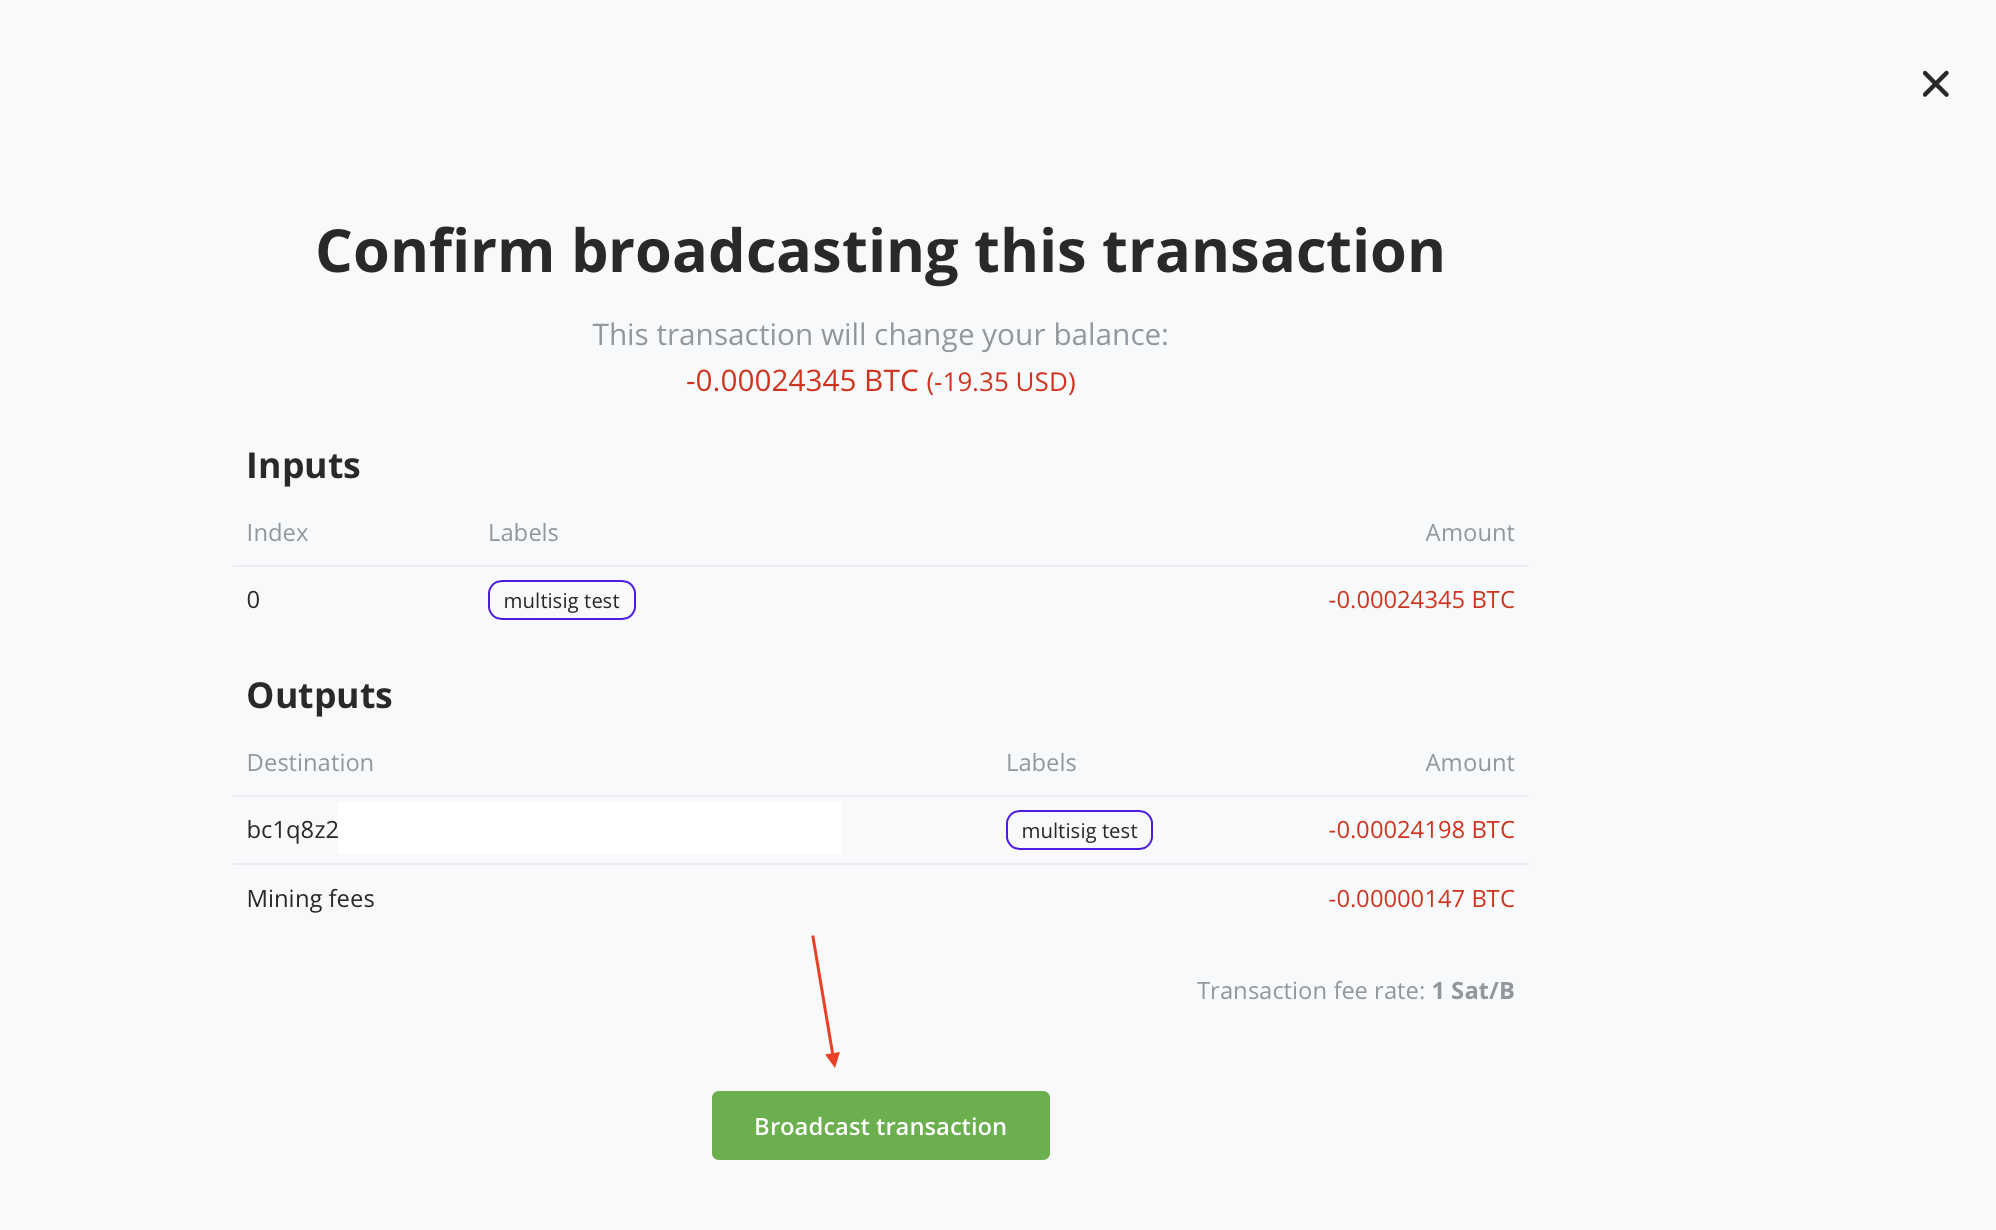 Confirm broadcasting this transaction
This transaction will change your balance:
-0.00024345 BTC (-19.35 USD)
Inputs
Index Labels Amount
0 multisig test -0.00024345 BTC
Outputs
Destination Labels Amount
bc1q8z2 multisig test -0.00024198 BTC
Mining fees -0.00000147 BTC
Transaction fee rate: 1 Sat/B
Broadcast transaction